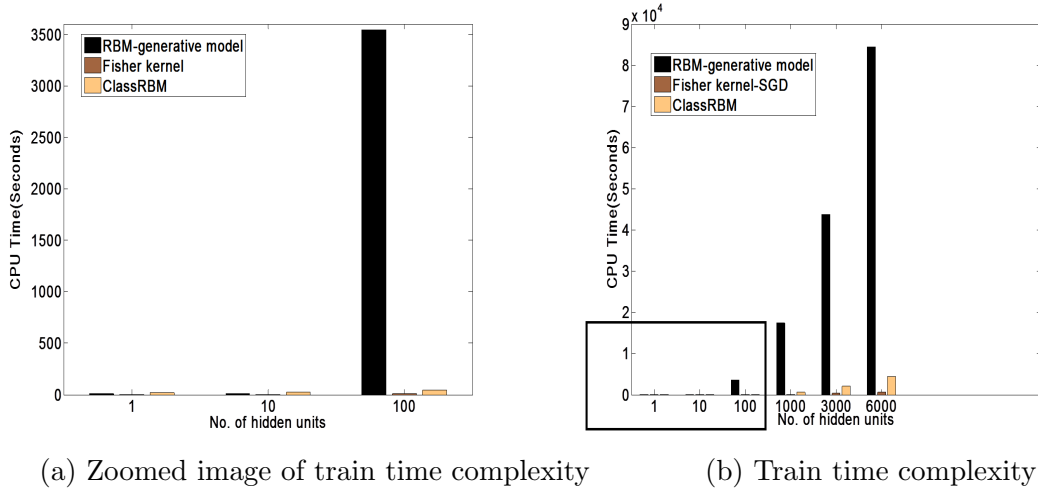 3500
3000
2500
2000
1500
1000
500
0
CPU Time(Seconds)
RBM-generative model
Fisher kernel
ClassRBM
1 10 100
No. of hidden units
(a) Zoomed image of train time complexity
x 10^4
9
8
7
6
5
4
3
2
1
0
CPU Time(Seconds)
RBM-generative model
Fisher kernel-SGD
ClassRBM
1 10 100 1000 3000 6000
No. of hidden units
(b) Train time complexity